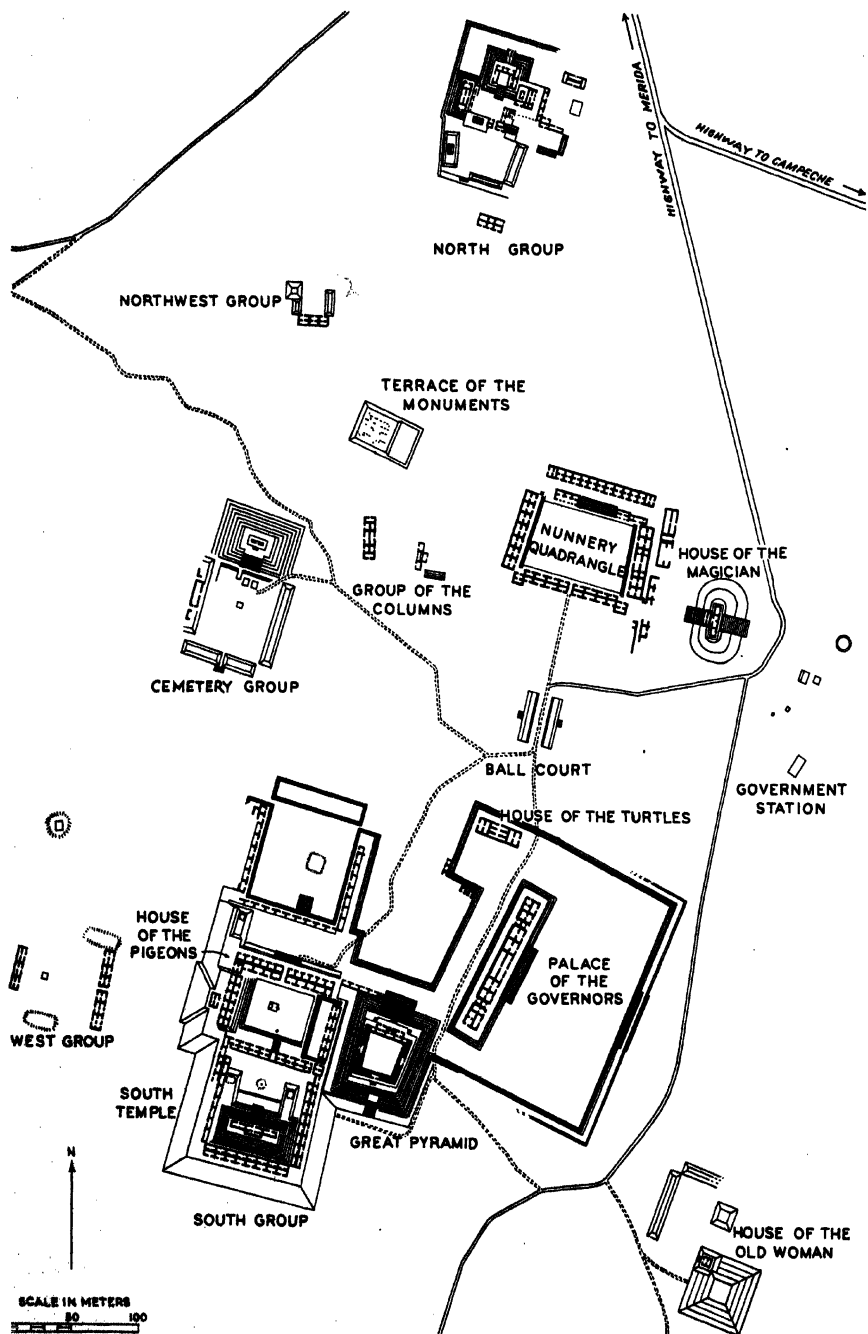 HIGHWAY TO MERIDA
HIGHWAY TO CAMPECHE
NORTH GROUP
NORTHWEST GROUP
TERRACE OF THE
MONUMENTS
NUNNERY
QUADRANGLE
HOUSE OF THE
MAGICIAN
GROUP OF THE
COLUMNS
CEMETERY GROUP
BALL COURT
GOVERNMENT
STATION
HOUSE OF THE TURTLES
HOUSE
OF THE
PIGEONS
PALACE
OF THE
GOVERNORS
WEST GROUP
SOUTH
TEMPLE
GREAT PYRAMID
N
SOUTH GROUP
HOUSE OF THE
OLD WOMAN
SCALE IN METERS
50 100